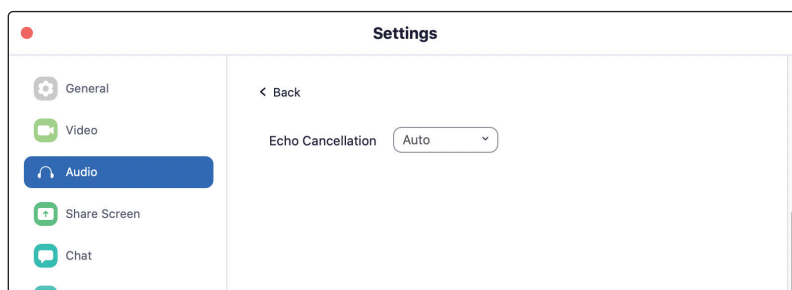 Settings
General
Video
Audio
Share Screen
Chat
< Back
Echo Cancellation Auto